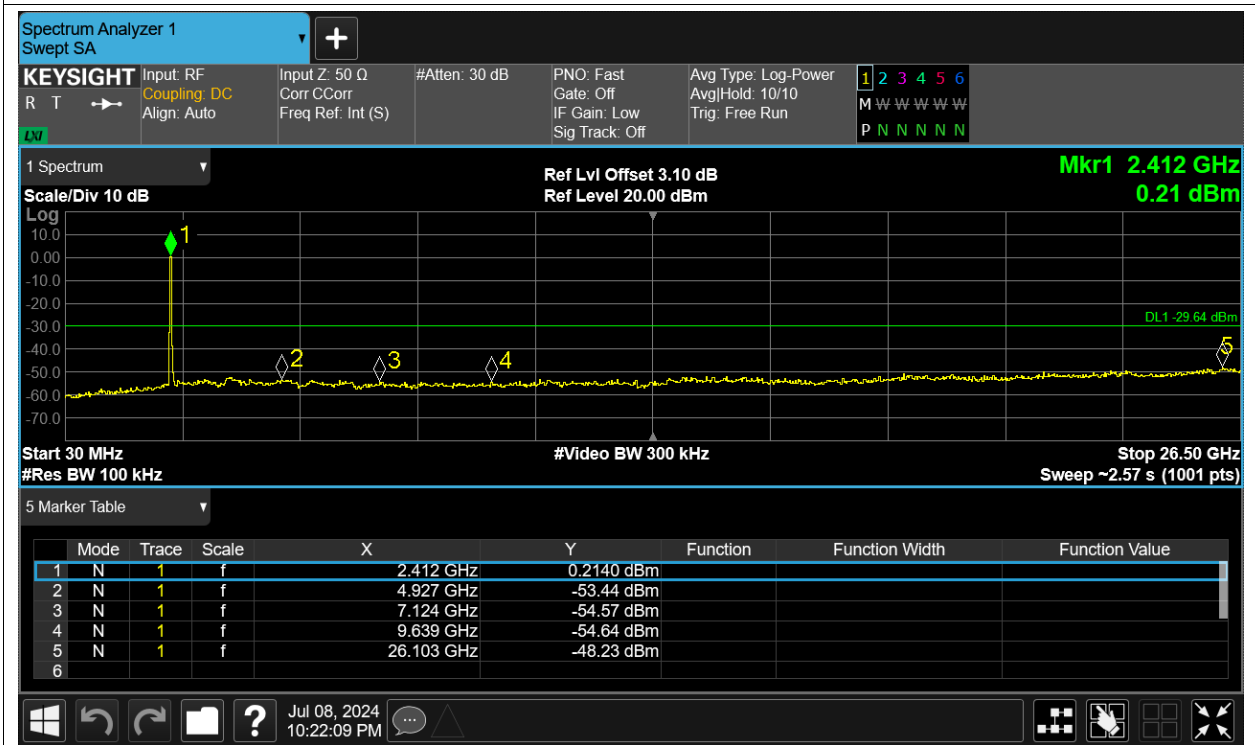 Spectrum Analyzer 1
Swept SA
KEYSIGHT
R T
LXI
Input: RF
Coupling: DC
Align: Auto
Input Z: 50 Ω
Corr CCorr
Freq Ref: Int (S)
#Atten: 30 dB
PNO: Fast
Gate: Off
IF Gain: Low
Sig Track: Off
Avg Type: Log-Power
Avg|Hold: 10/10
Trig: Free Run
1 2 3 4 5 6
M W W W W W
P N N N N N
1 Spectrum
Scale/Div 10 dB
Ref Lvl Offset 3.10 dB
Ref Level 20.00 dBm
Mkr1 2.412 GHz
0.21 dBm
Log
10.0
0.00
-10.0
-20.0
-30.0
-40.0
-50.0
-60.0
-70.0
1
2
3
4
5
DL1 -29.64 dBm
Start 30 MHz
#Video BW 300 kHz
Stop 26.50 GHz
#Res BW 100 kHz
Sweep ~2.57 s (1001 pts)
5 Marker Table
Mode Trace Scale X Y Function Function Width Function Value
1 N 1 f 2.412 GHz 0.2140 dBm
2 N 1 f 4.927 GHz -53.44 dBm
3 N 1 f 7.124 GHz -54.57 dBm
4 N 1 f 9.639 GHz -54.64 dBm
5 N 1 f 26.103 GHz -48.23 dBm
6
?
Jul 08, 2024
10:22:09 PM